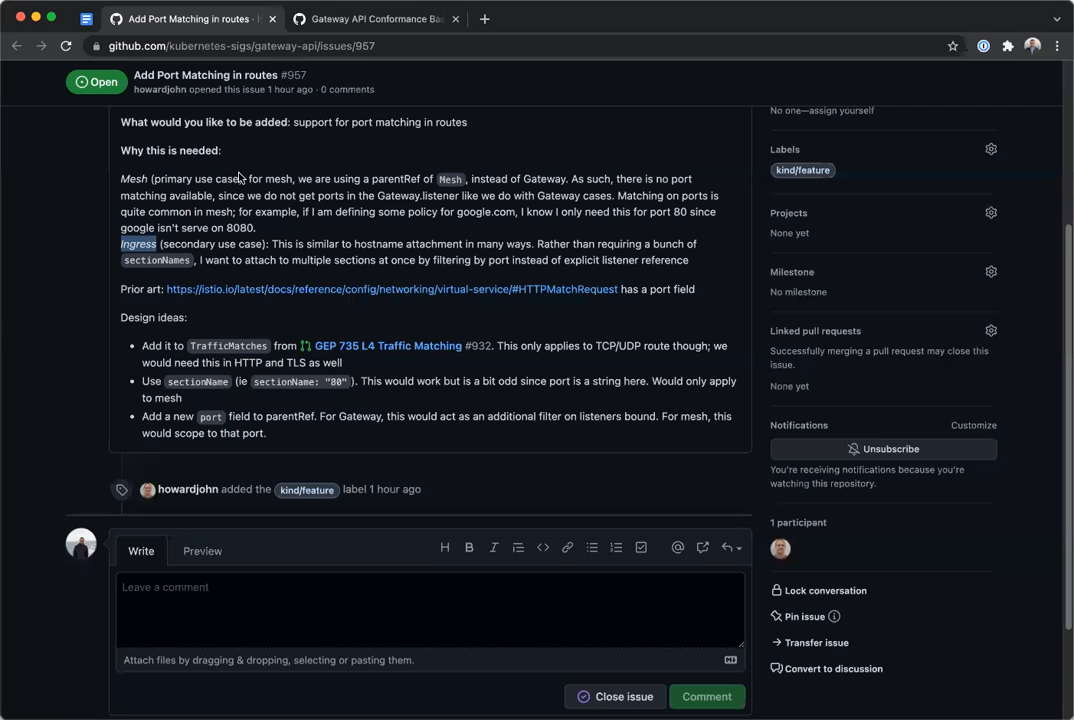 Add Port Matching in routes ·
Gateway API Conformance Ba
github.com/kubernetes-sigs/gateway-api/issues/957
Open
Add Port Matching in routes #957
howardjohn opened this issue 1 hour ago · 0 comments
What would you like to be added: support for port matching in routes
Why this is needed:
Mesh (primary use case) for mesh, we are using a parentRef of Mesh, instead of Gateway. As such, there is no port
matching available, since we do not get ports in the Gateway.listener like we do with Gateway cases. Matching on ports is
quite common in mesh; for example, if I am defining some policy for google.com, I know I only need this for port 80 since
google isn't serve on 8080.
Ingress (secondary use case): This is similar to hostname attachment in many ways. Rather than requiring a bunch of
sectionNames, I want to attach to multiple sections at once by filtering by port instead of explicit listener reference
Prior art: https://istio.io/latest/docs/reference/config/networking/virtual-service/#HTTPMatchRequest has a port field
Design ideas:
• Add it to TrafficMatches from GEP 735 L4 Traffic Matching #932. This only applies to TCP/UDP route though; we
would need this in HTTP and TLS as well
• Use sectionName (ie sectionName: "80"). This would work but is a bit odd since port is a string here. Would only apply
to mesh
• Add a new port field to parentRef. For Gateway, this would act as an additional filter on listeners bound. For mesh, this
would scope to that port.
howardjohn added the kind/feature label 1 hour ago
Write
Preview
Leave a comment
Attach files by dragging & dropping, selecting or pasting them.
Close issue
Comment
No one—assign yourself
Labels
kind/feature
Projects
None yet
Milestone
No milestone
Linked pull requests
Successfully merging a pull request may close this
issue.
None yet
Notifications
Customize
Unsubscribe
You're receiving notifications because you're
watching this repository.
1 participant
Lock conversation
Pin issue
Transfer issue
Convert to discussion